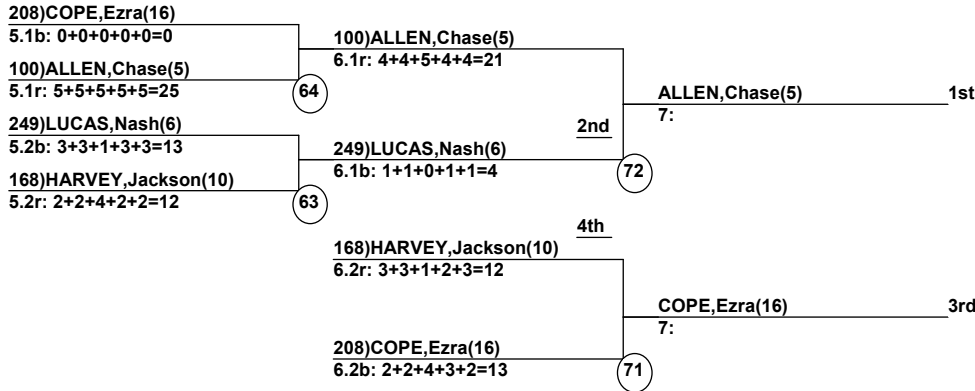 208)COPE,Ezra(16)
5.1b: 0+0+0+0+0=0
100)ALLEN,Chase(5)
5.1r: 5+5+5+5+5=25
64
249)LUCAS,Nash(6)
5.2b: 3+3+1+3+3=13
168)HARVEY,Jackson(10)
5.2r: 2+2+4+2+2=12
63
100)ALLEN,Chase(5)
6.1r: 4+4+5+4+4=21
2nd
249)LUCAS,Nash(6)
6.1b: 1+1+0+1+1=4
72
ALLEN,Chase(5) 1st
7:
4th
168)HARVEY,Jackson(10)
6.2r: 3+3+1+2+3=12
208)COPE,Ezra(16)
6.2b: 2+2+4+3+2=13
71
COPE,Ezra(16) 3rd
7: